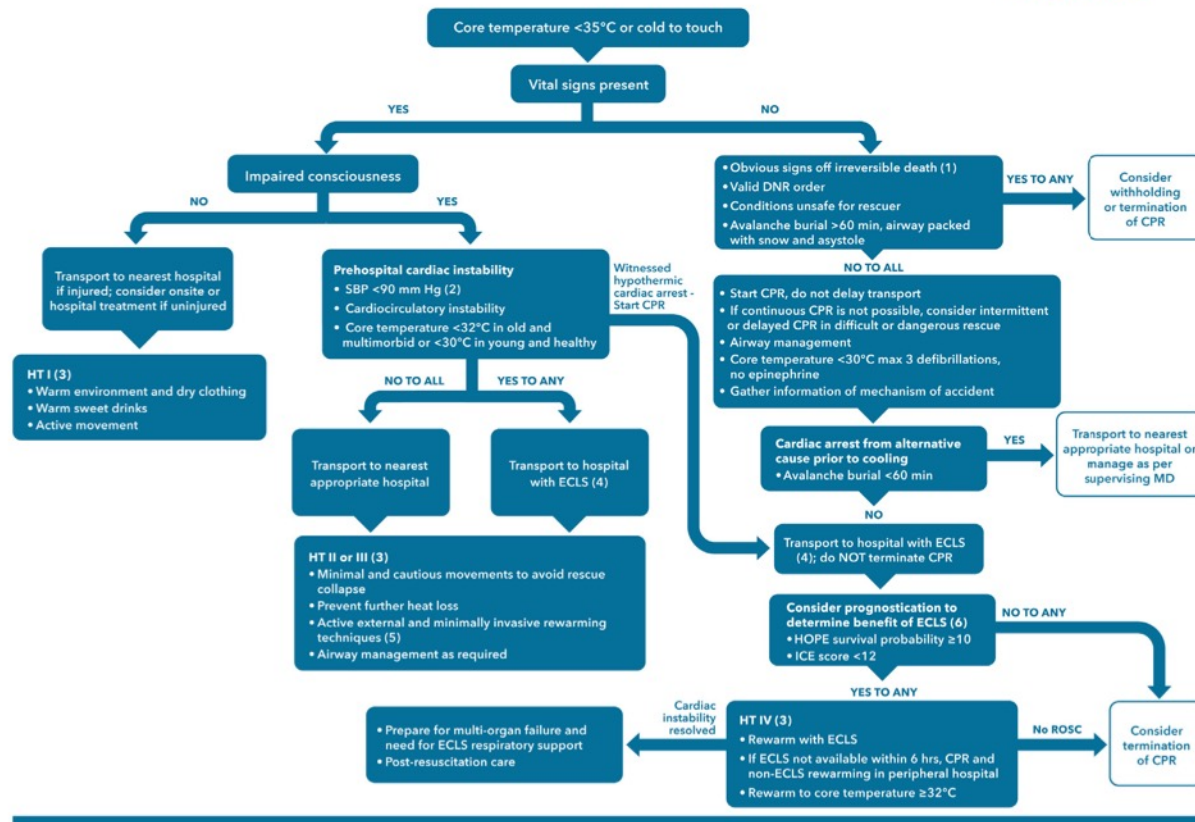 Core temperature <35°C or cold to touch
Vital signs present
YES
NO
Impaired consciousness
NO
YES
Transport to nearest hospital
if injured; consider onsite or
hospital treatment if uninjured
HT I (3)
• Warm environment and dry clothing
• Warm sweet drinks
• Active movement
Prehospital cardiac instability
• SBP <90 mm Hg (2)
• Cardiocirculatory instability
• Core temperature <32°C in old and
multimorbid or <30°C in young and healthy
Witnessed
hypothermic
cardiac arrest -
Start CPR
NO TO ALL
YES TO ANY
Transport to nearest
appropriate hospital
Transport to hospital
with ECLS (4)
HT II or III (3)
• Minimal and cautious movements to avoid rescue
collapse
• Prevent further heat loss
• Active external and minimally invasive rewarming
techniques (5)
• Airway management as required
• Obvious signs off irreversible death (1)
• Valid DNR order
• Conditions unsafe for rescuer
• Avalanche burial >60 min, airway packed
with snow and asystole
YES TO ANY
Consider
withholding
or termination
of CPR
NO TO ALL
• Start CPR, do not delay transport
• If continuous CPR is not possible, consider intermittent
or delayed CPR in difficult or dangerous rescue
• Airway management
• Core temperature <30°C max 3 defibrillations,
no epinephrine
• Gather information of mechanism of accident
Cardiac arrest from alternative
cause prior to cooling
• Avalanche burial <60 min
YES
Transport to nearest
appropriate hospital or
manage as per
supervising MD
NO
Transport to hospital with ECLS
(4); do NOT terminate CPR
Consider prognostication to
determine benefit of ECLS (6)
• HOPE survival probability ≥10
• ICE score <12
NO TO ANY
YES TO ANY
HT IV (3)
• Rewarm with ECLS
• If ECLS not available within 6 hrs, CPR and
non-ECLS rewarming in peripheral hospital
• Rewarm to core temperature ≥32°C
Cardiac
instability
resolved
• Prepare for multi-organ failure and
need for ECLS respiratory support
• Post-resuscitation care
No ROSC
Consider
termination
of CPR